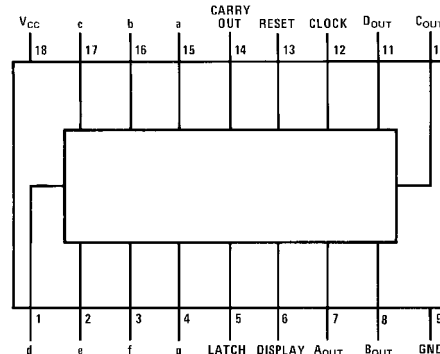 CARRY
VCC c b a OUT RESET CLOCK DOUT COUT
18 17 16 15 14 13 12 11 1
1 2 3 4 5 6 7 8 9
d e f g LATCH DISPLAY AOUT BOUT GND